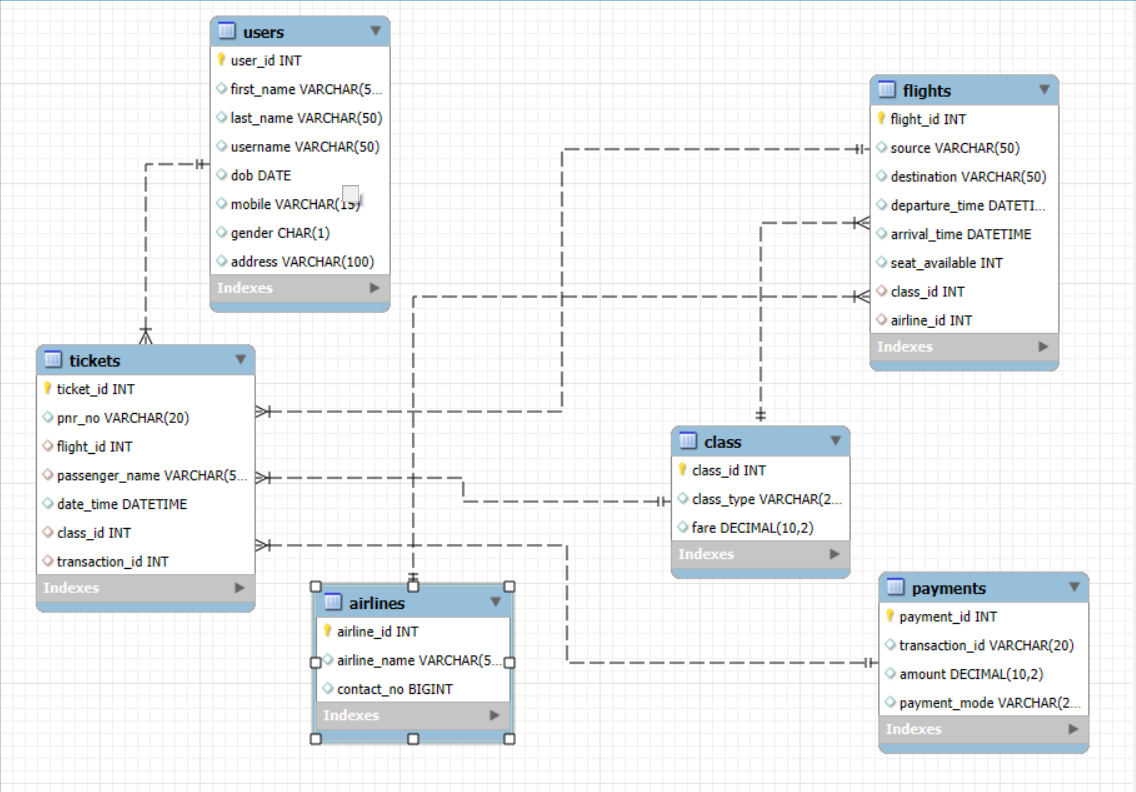 users
user_id INT
first_name VARCHAR(5...
last_name VARCHAR(50)
username VARCHAR(50)
dob DATE
mobile VARCHAR(15)
gender CHAR(1)
address VARCHAR(100)
Indexes
flights
flight_id INT
source VARCHAR(50)
destination VARCHAR(50)
departure_time DATETI...
arrival_time DATETIME
seat_available INT
class_id INT
airline_id INT
Indexes
tickets
ticket_id INT
pnr_no VARCHAR(20)
flight_id INT
passenger_name VARCHAR(5...
date_time DATETIME
class_id INT
transaction_id INT
Indexes
class
class_id INT
class_type VARCHAR(2...
fare DECIMAL(10,2)
Indexes
airlines
airline_id INT
airline_name VARCHAR(5...
contact_no BIGINT
Indexes
payments
payment_id INT
transaction_id VARCHAR(20)
amount DECIMAL(10,2)
payment_mode VARCHAR(2...
Indexes